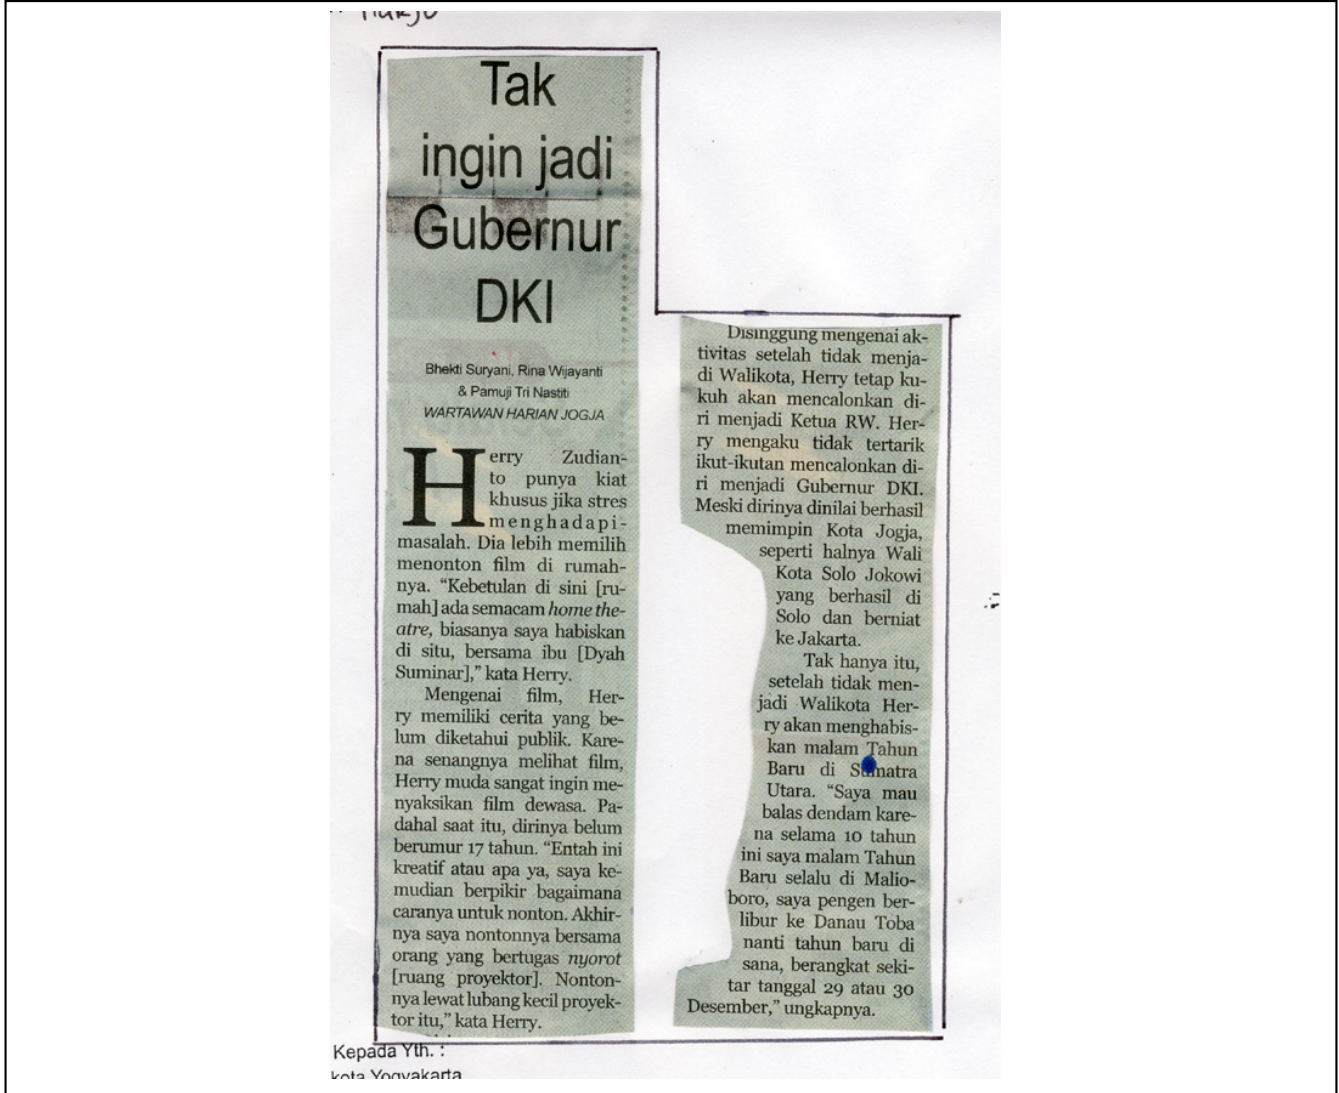 Harjo
Tak
ingin jadi
Gubernur
DKI
Bhekti Suryani, Rina Wijayanti
& Pamuji Tri Nastiti
WARTAWAN HARIAN JOGJA
Herry Zudian-
to punya kiat
khusus jika stres
menghadapi-
masalah. Dia lebih memilih
menonton film di rumah-
nya. “Kebetulan di sini [ru-
mah] ada semacam home the-
atre, biasanya saya habiskan
di situ, bersama ibu [Dyah
Suminar],” kata Herry.
Mengenai film, Her-
ry memiliki cerita yang be-
lum diketahui publik. Kare-
na senangnya melihat film,
Herry muda sangat ingin me-
nyaksikan film dewasa. Pa-
dahal saat itu, dirinya belum
berumur 17 tahun. “Entah ini
kreatif atau apa ya, saya ke-
mudian berpikir bagaimana
caranya untuk nonton. Akhir-
nya saya nontonnya bersama
orang yang bertugas nyorot
[ruang proyektor]. Nonton-
nya lewat lubang kecil proyek-
tor itu,” kata Herry.
Disinggung mengenai ak-
tivitas setelah tidak menja-
di Walikota, Herry tetap ku-
kuh akan mencalonkan di-
ri menjadi Ketua RW. Her-
ry mengaku tidak tertarik
ikut-ikutan mencalonkan di-
ri menjadi Gubernur DKI.
Meski dirinya dinilai berhasil
memimpin Kota Jogja,
seperti halnya Wali
Kota Solo Jokowi
yang berhasil di
Solo dan berniat
ke Jakarta.
Tak hanya itu,
setelah tidak men-
jadi Walikota Her-
ry akan menghabis-
kan malam Tahun
Baru di Sumatra
Utara. “Saya mau
balas dendam kare-
na selama 10 tahun
ini saya malam Tahun
Baru selalu di Malio-
boro, saya pengen ber-
libur ke Danau Toba
nanti tahun baru di
sana, berangkat seki-
tar tanggal 29 atau 30
Desember,” ungkapnya.
Kepada Yth. :
kota Yogyakarta